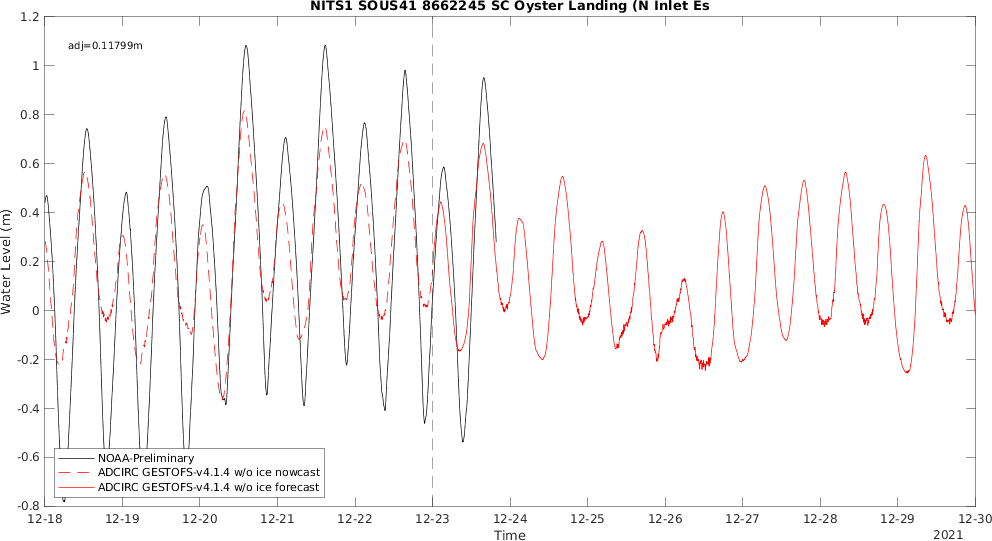 NITS1 SOUS41 8662245 SC Oyster Landing (N Inlet Es
adj=0.11799m
Water Level (m)
1.2
1
0.8
0.6
0.4
0.2
0
-0.2
-0.4
-0.6
-0.8
NOAA-Preliminary
ADCIRC GESTOFS-v4.1.4 w/o ice nowcast
ADCIRC GESTOFS-v4.1.4 w/o ice forecast
12-18 12-19 12-20 12-21 12-22 12-23 12-24 12-25 12-26 12-27 12-28 12-29 12-30
Time
2021